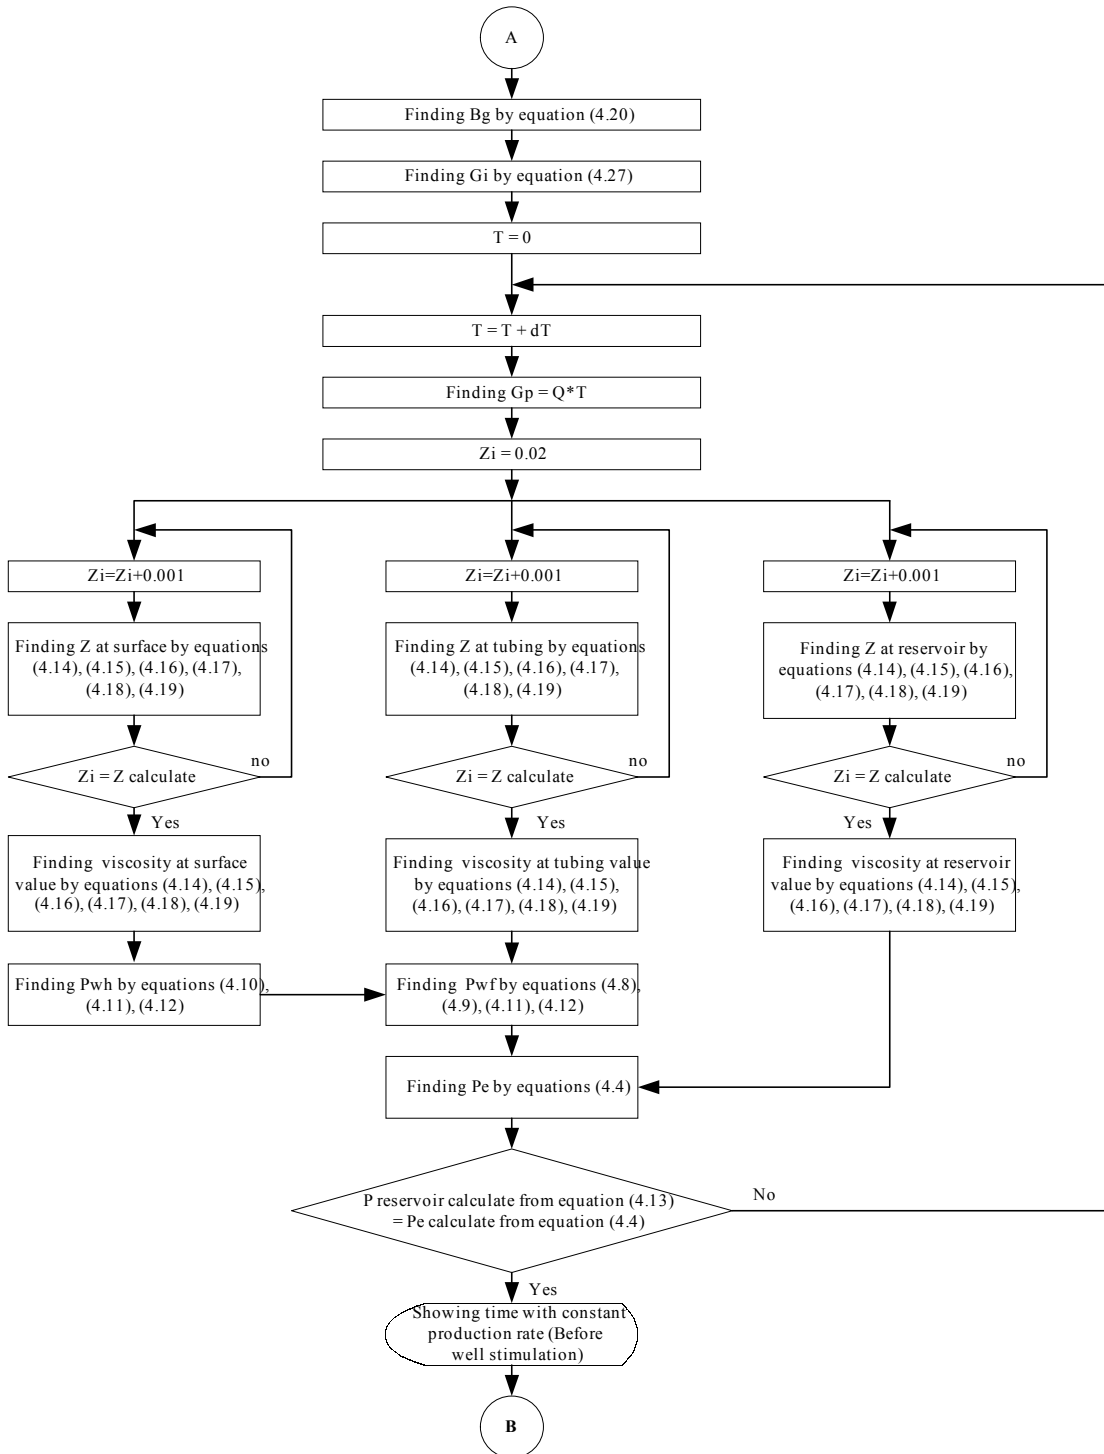 A
Finding Bg by equation (4.20)
Finding Gi by equation (4.27)
T = 0
T = T + dT
Finding Gp = Q*T
Zi = 0.02
Zi=Zi+0.001
Zi=Zi+0.001
Zi=Zi+0.001
Finding Z at surface by equations
(4.14), (4.15), (4.16), (4.17),
(4.18), (4.19)
Finding Z at tubing by equations
(4.14), (4.15), (4.16), (4.17),
(4.18), (4.19)
Finding Z at reservoir by
equations (4.14), (4.15), (4.16),
(4.17), (4.18), (4.19)
Zi = Z calculate
no
Zi = Z calculate
no
Zi = Z calculate
no
Yes
Yes
Yes
Finding viscosity at surface
value by equations (4.14), (4.15),
(4.16), (4.17), (4.18), (4.19)
Finding viscosity at tubing value
by equations (4.14), (4.15),
(4.16), (4.17), (4.18), (4.19)
Finding viscosity at reservoir
value by equations (4.14), (4.15),
(4.16), (4.17), (4.18), (4.19)
Finding Pwh by equations (4.10),
(4.11), (4.12)
Finding Pwf by equations (4.8),
(4.9), (4.11), (4.12)
Finding Pe by equations (4.4)
P reservoir calculate from equation (4.13)
= Pe calculate from equation (4.4)
No
Yes
Showing time with constant
production rate (Before
well stimulation)
B